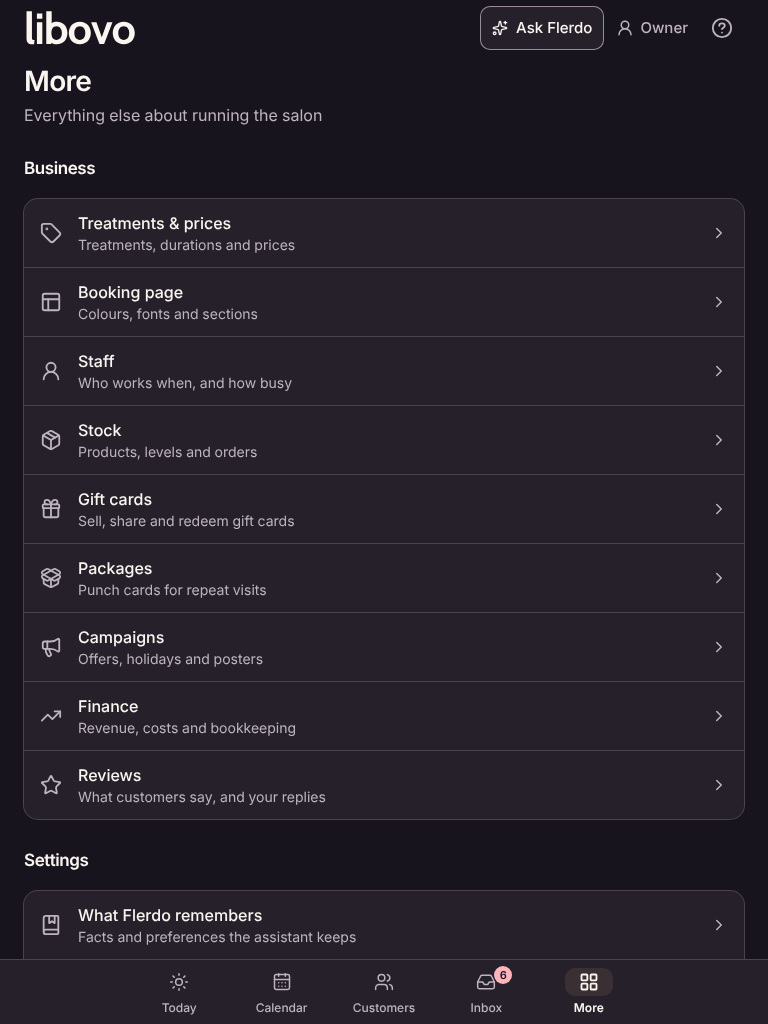 libovo
Ask Flerdo
Owner
More
Everything else about running the salon
Business
Treatments & prices
Treatments, durations and prices
Booking page
Colours, fonts and sections
Staff
Who works when, and how busy
Stock
Products, levels and orders
Gift cards
Sell, share and redeem gift cards
Packages
Punch cards for repeat visits
Campaigns
Offers, holidays and posters
Finance
Revenue, costs and bookkeeping
Reviews
What customers say, and your replies
Settings
What Flerdo remembers
Facts and preferences the assistant keeps
6
Today
Calendar
Customers
Inbox
More